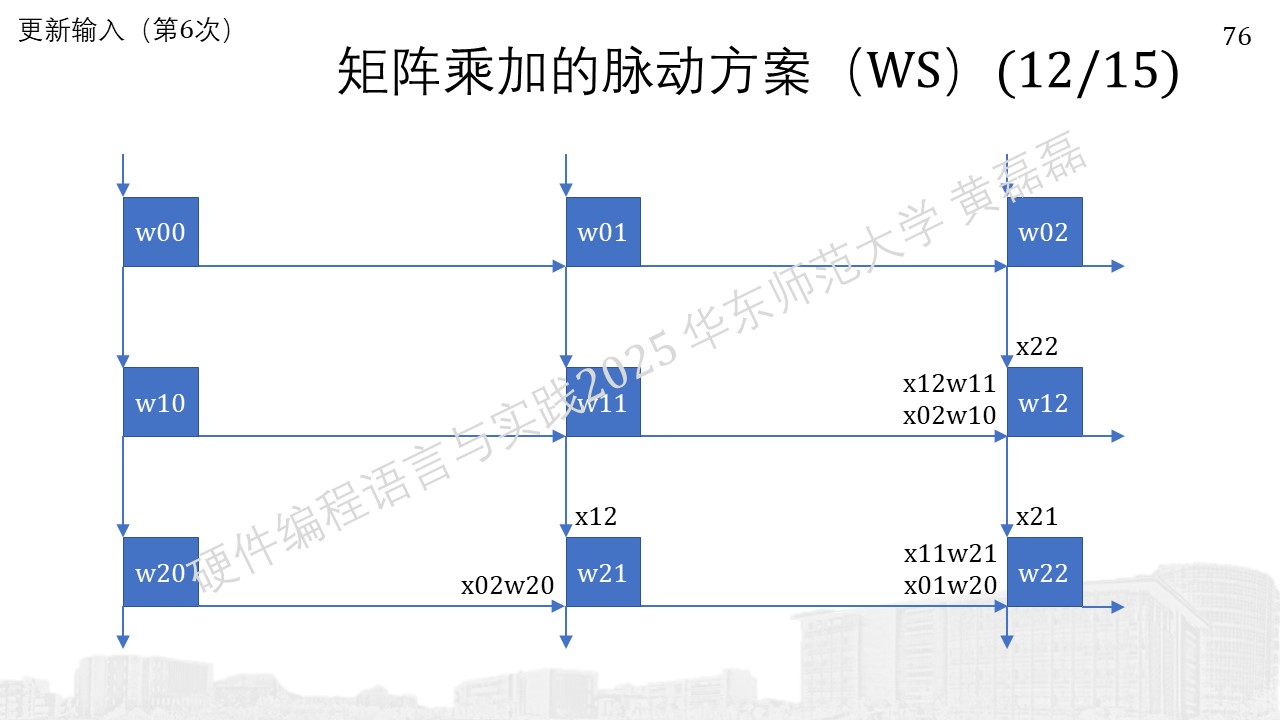 更新输入（第6次）
76
矩阵乘加的脉动方案（WS）(12/15)
w00
w01
w02
x22
w10
w11
x12w11
x02w10
w12
x12
x21
w20
x02w20
w21
x11w21
x01w20
w22
硬件编程语言与实践2025 华东师范大学 黄磊磊